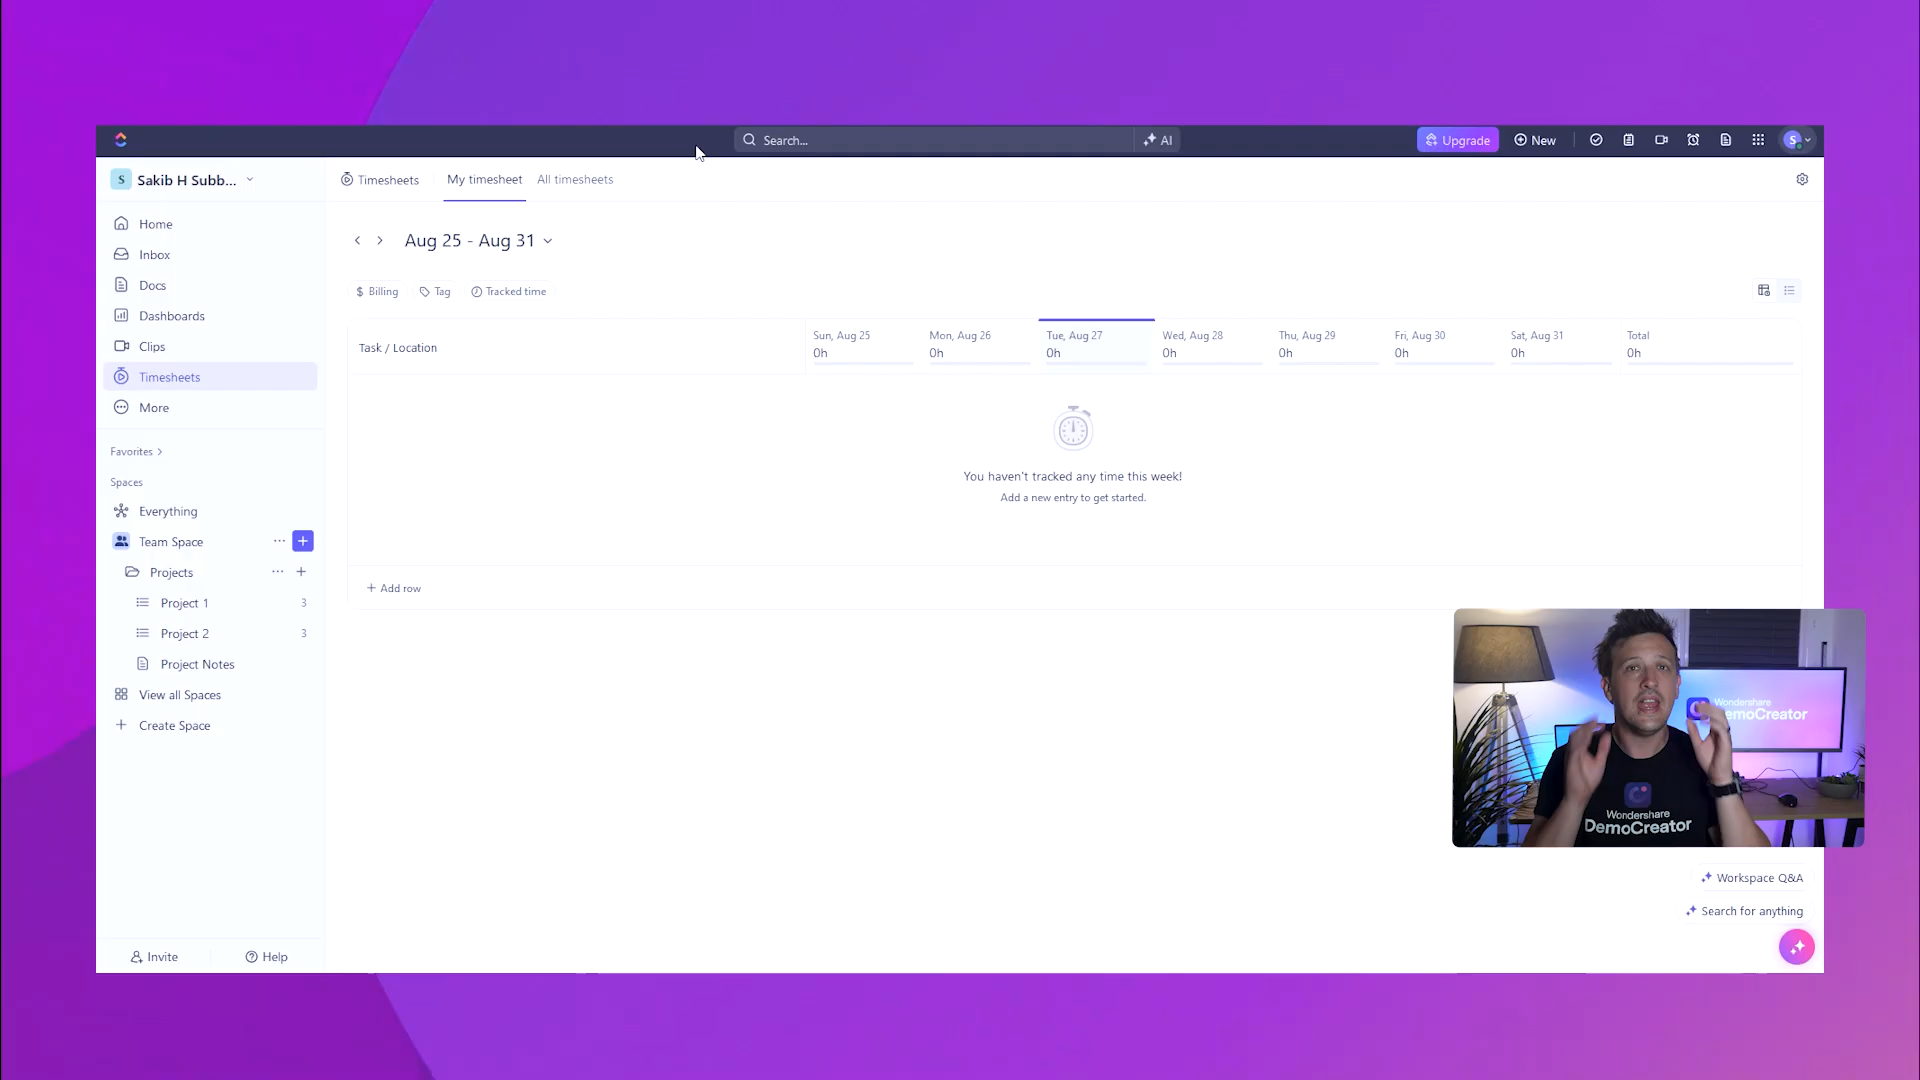 Search...
AI
Upgrade
New
S
S
Sakib H Subb...
Timesheets
My timesheet
All timesheets
Home
Inbox
Docs
Dashboards
Clips
Timesheets
More
Favorites
Spaces
Everything
Team Space
Projects
Project 1
3
Project 2
3
Project Notes
View all Spaces
Create Space
Invite
Help
Aug 25 - Aug 31
$ Billing
Tag
Tracked time
Task / Location
Sun, Aug 25
0h
Mon, Aug 26
0h
Tue, Aug 27
0h
Wed, Aug 28
0h
Thu, Aug 29
0h
Fri, Aug 30
0h
Sat, Aug 31
0h
Total
0h
You haven't tracked any time this week!
Add a new entry to get started.
+ Add row
Wondershare
DemoCreator
Wondershare
DemoCreator
Workspace Q&A
Search for anything